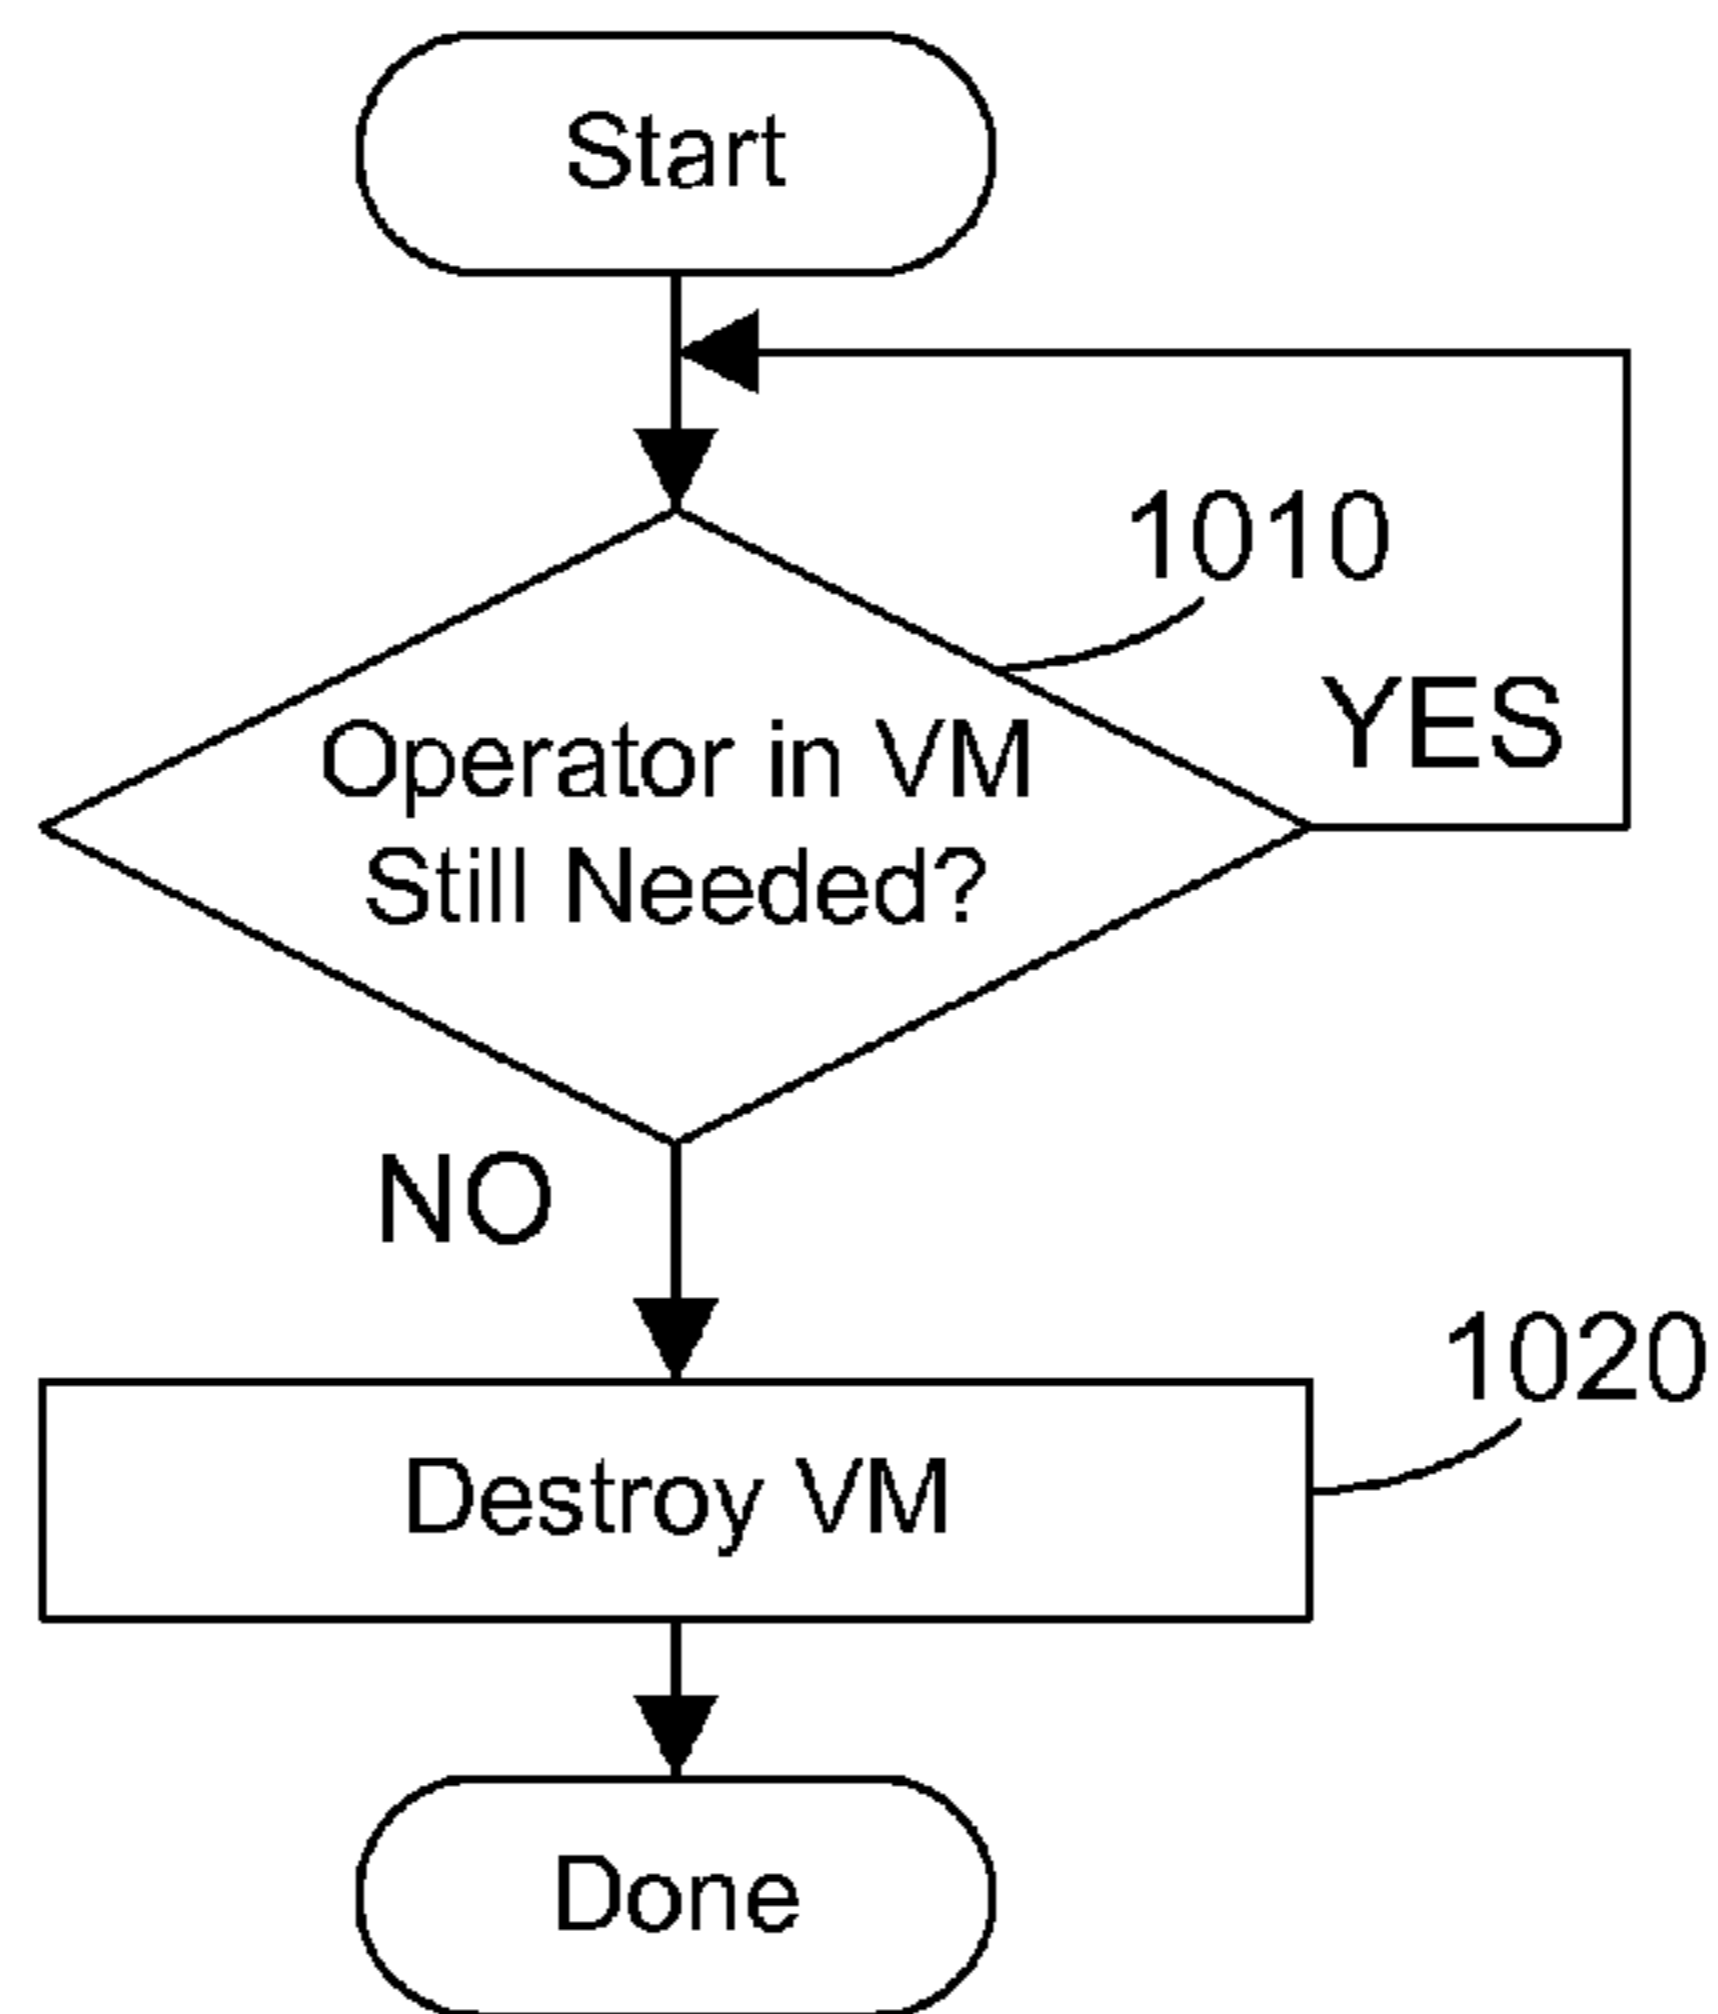 Start
1010
YES
Operator in VM
Still Needed?
NO
1020
Destroy VM
Done